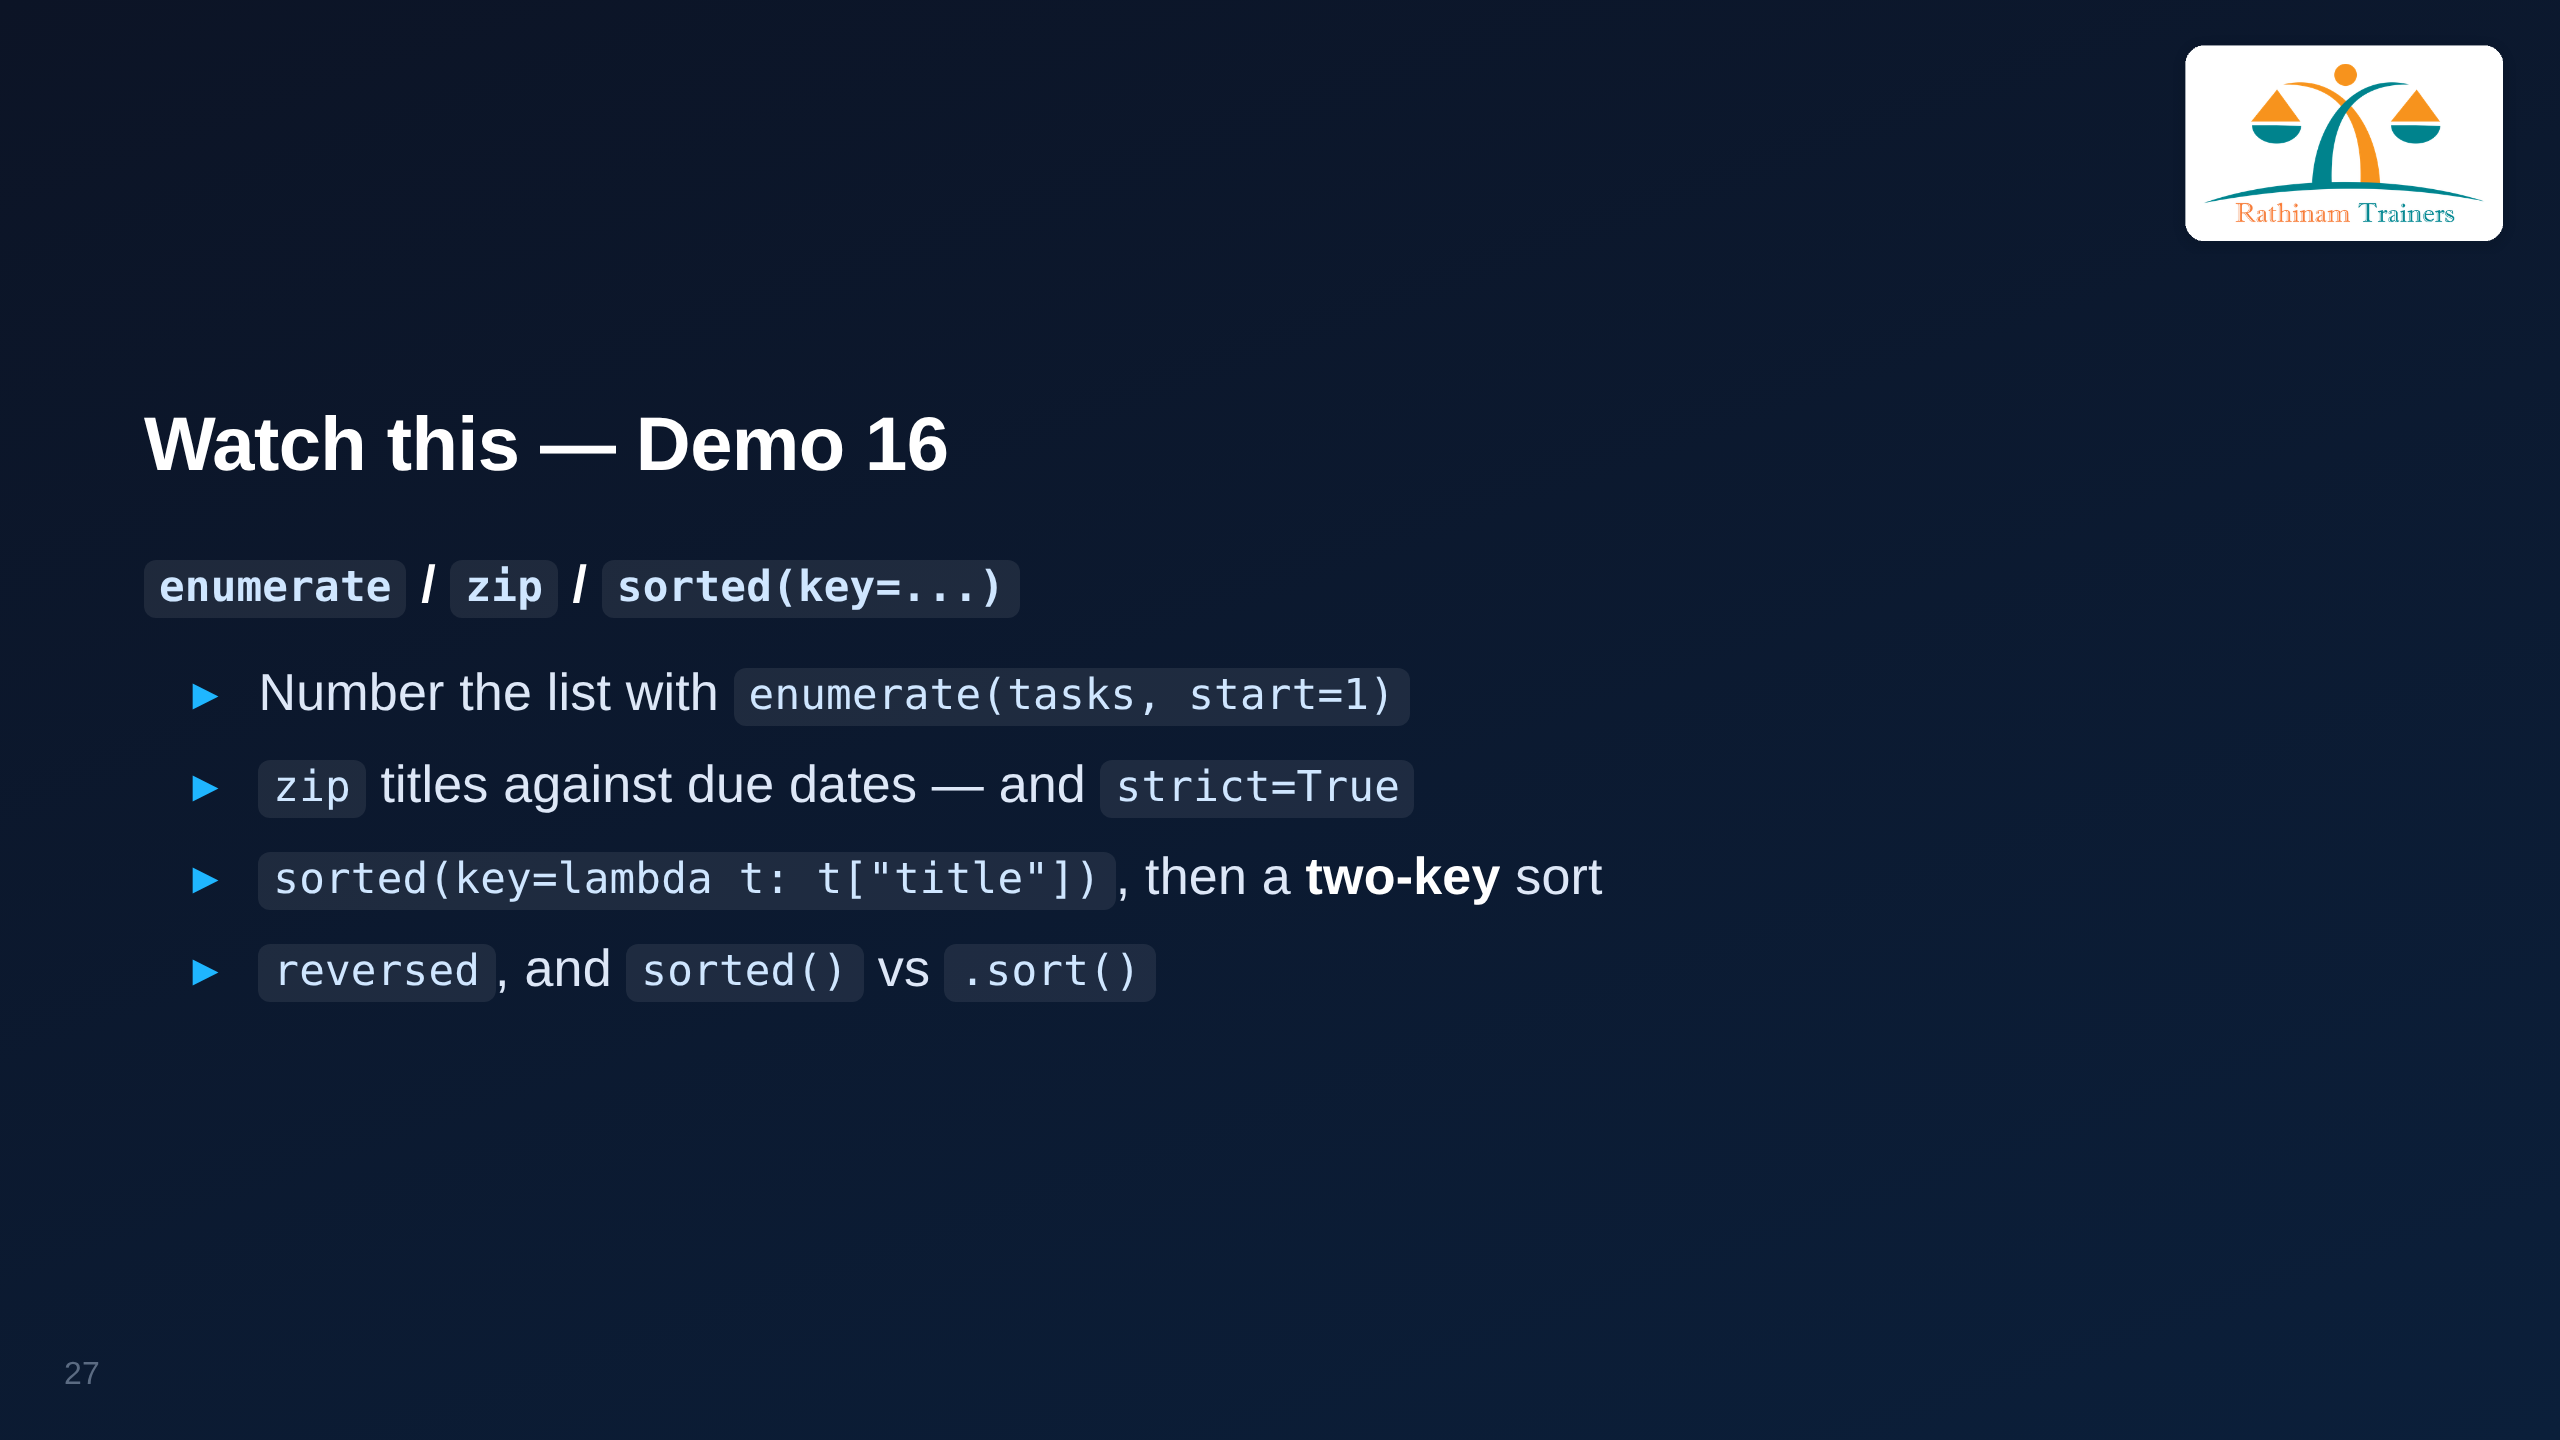 Rathinam Trainers
Watch this — Demo 16
enumerate / zip / sorted(key=...)
► Number the list with enumerate(tasks, start=1)
► zip titles against due dates — and strict=True
► sorted(key=lambda t: t["title"]), then a two-key sort
► reversed, and sorted() vs .sort()
27